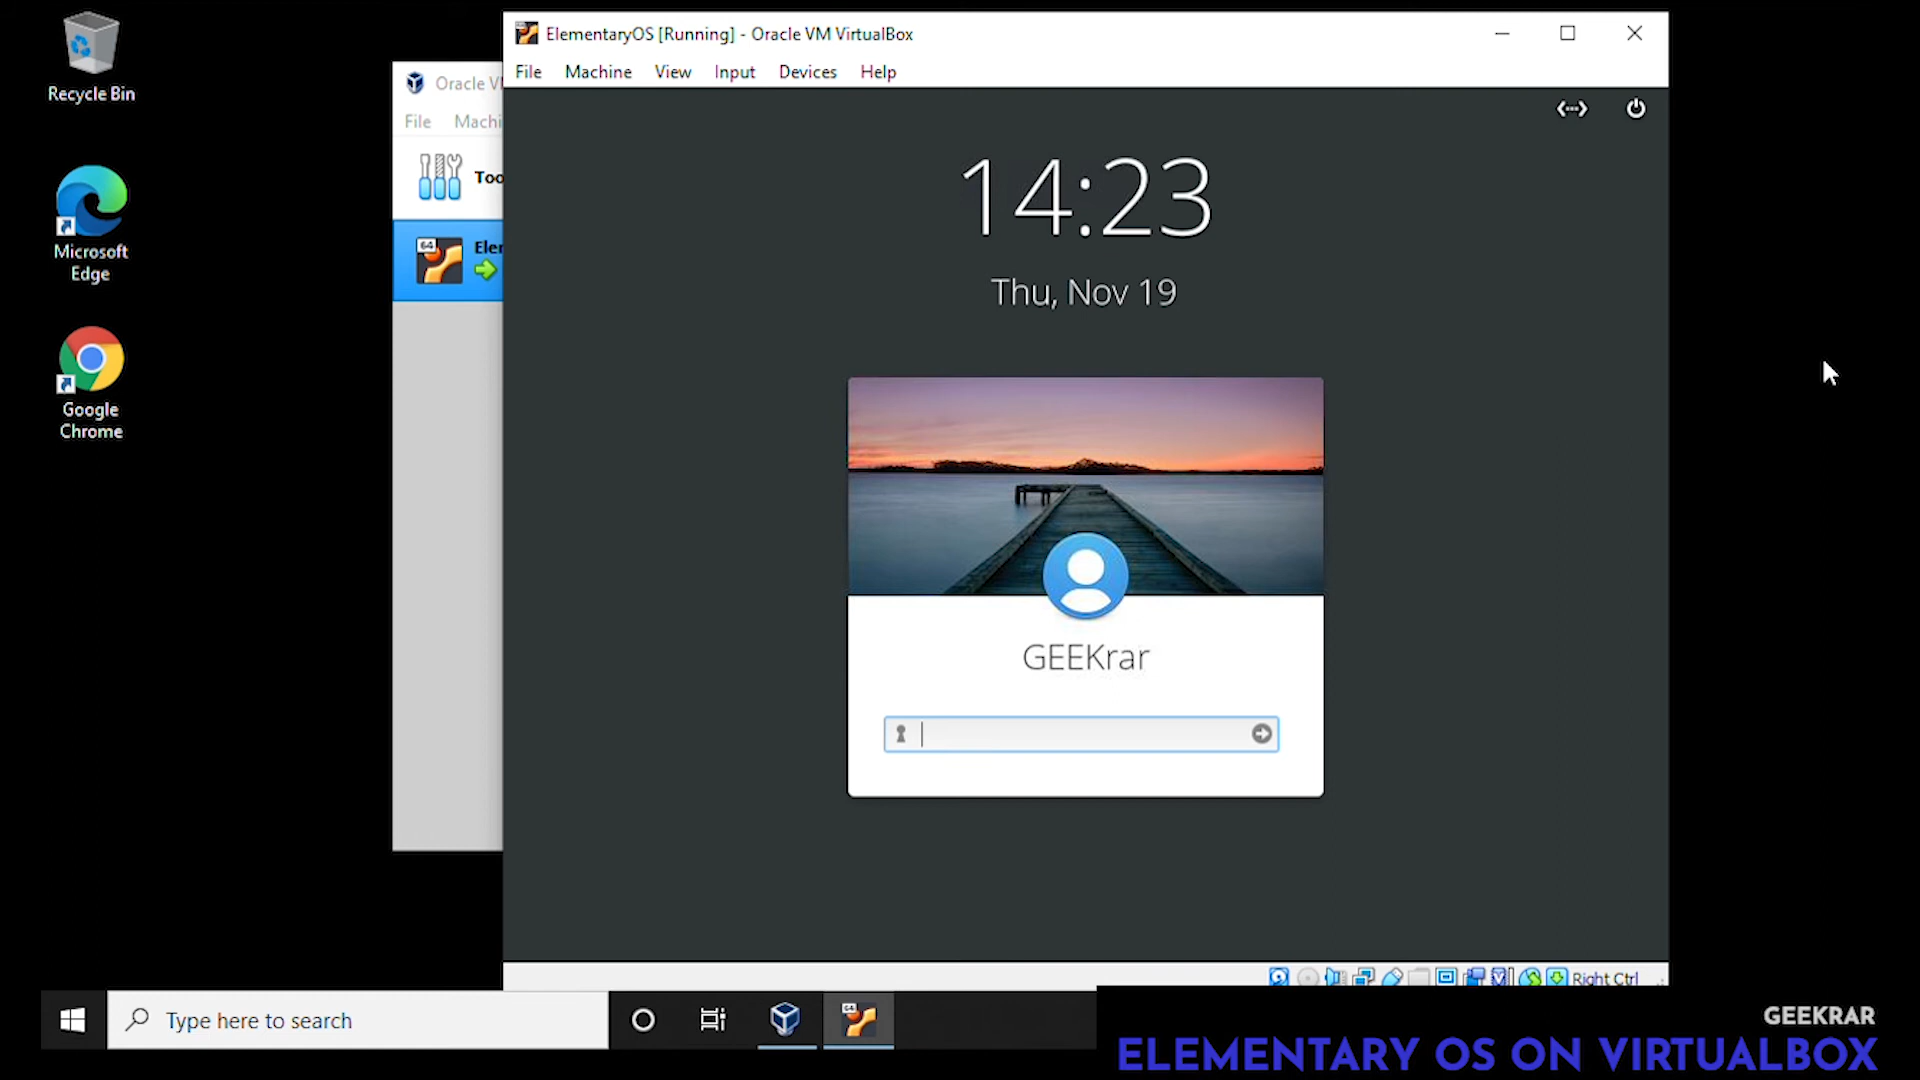 Recycle Bin
Microsoft
Edge
Google
Chrome
Oracle V
File Machi
Too
64
Ele
ElementaryOS [Running] - Oracle VM VirtualBox
File Machine View Input Devices Help
14:23
Thu, Nov 19
GEEKrar
Right Ctrl
Type here to search
64
GEEKRAR
ELEMENTARY OS ON VIRTUALBOX